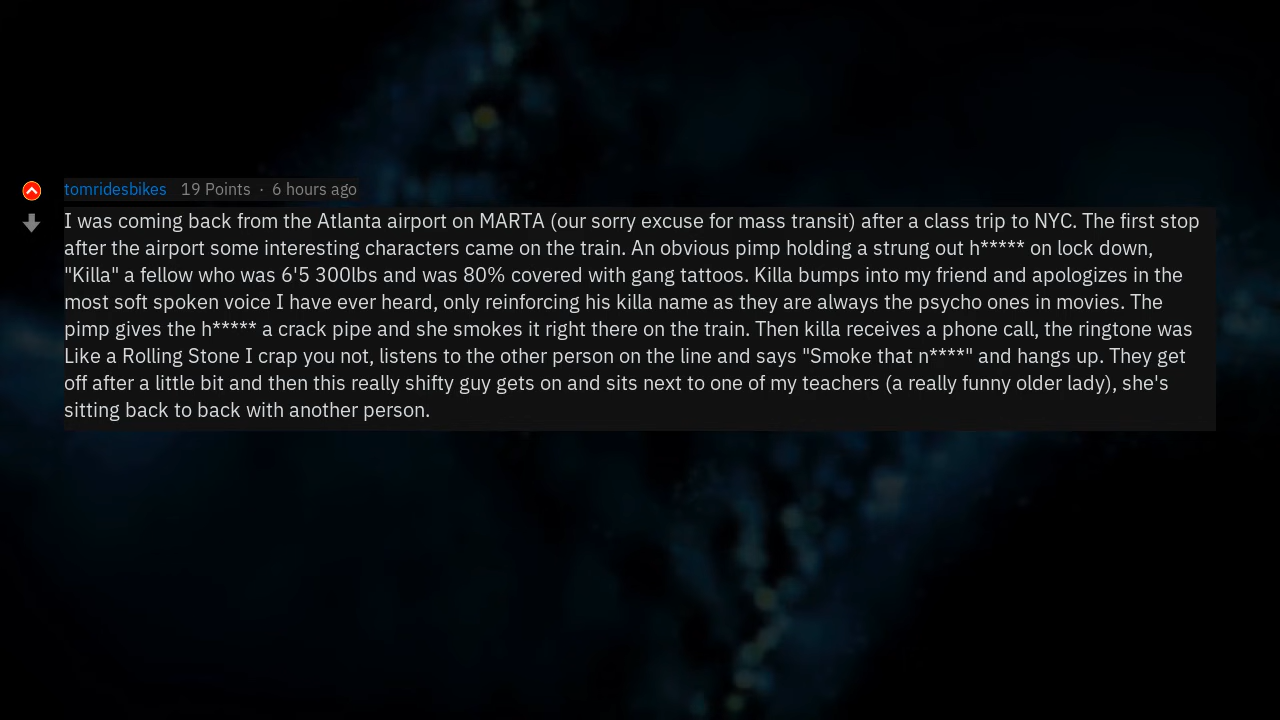 tomridesbikes 19 Points · 6 hours ago
I was coming back from the Atlanta airport on MARTA (our sorry excuse for mass transit) after a class trip to NYC. The first stop
after the airport some interesting characters came on the train. An obvious pimp holding a strung out h***** on lock down,
"Killa" a fellow who was 6'5 300lbs and was 80% covered with gang tattoos. Killa bumps into my friend and apologizes in the
most soft spoken voice I have ever heard, only reinforcing his killa name as they are always the psycho ones in movies. The
pimp gives the h***** a crack pipe and she smokes it right there on the train. Then killa receives a phone call, the ringtone was
Like a Rolling Stone I crap you not, listens to the other person on the line and says "Smoke that n****" and hangs up. They get
off after a little bit and then this really shifty guy gets on and sits next to one of my teachers (a really funny older lady), she's
sitting back to back with another person.